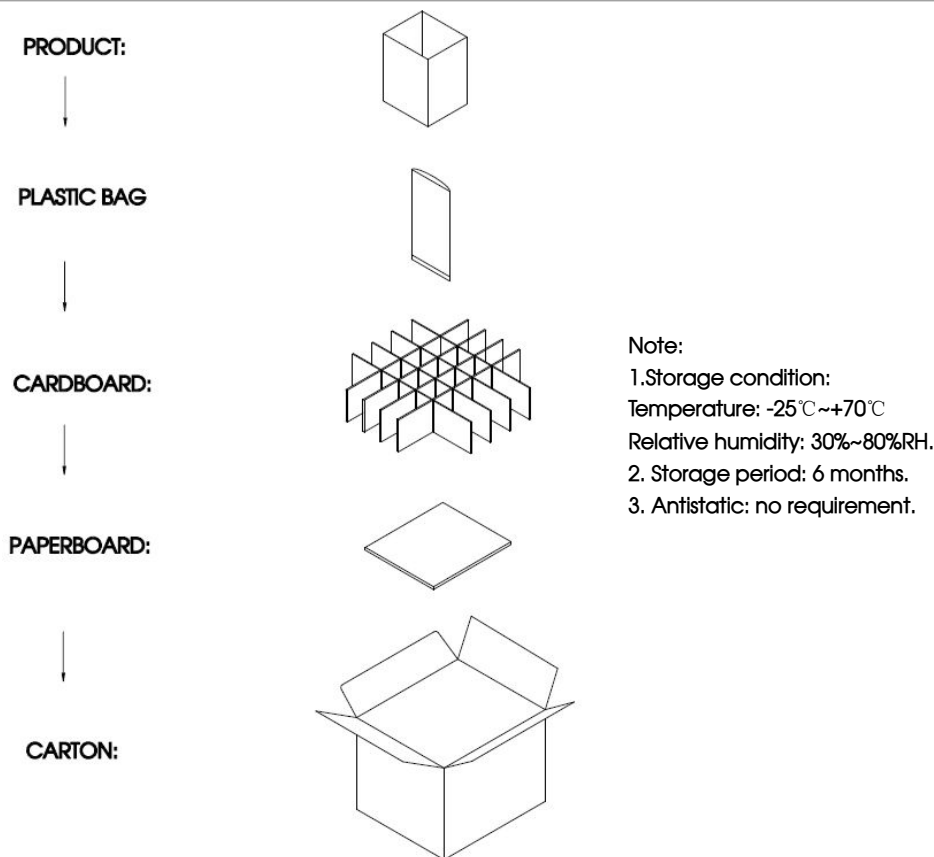 PRODUCT:
PLASTIC BAG
CARDBOARD:
PAPERBOARD:
CARTON:
Note:
1.Storage condition:
Temperature: -25℃~+70℃
Relative humidity: 30%~80%RH.
2. Storage period: 6 months.
3. Antistatic: no requirement.